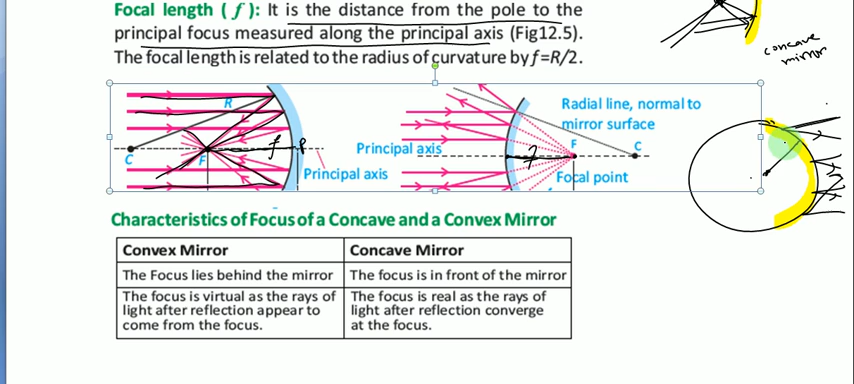 Focal length ( f ): It is the distance from the pole to the
principal focus measured along the principal axis (Fig12.5).
The focal length is related to the radius of curvature by f=R/2.
concave
mirror
R
C
F
f
P
Principal axis
Principal axis
f
Radial line, normal to
mirror surface
F
C
Focal point
Characteristics of Focus of a Concave and a Convex Mirror
Convex Mirror Concave Mirror
The Focus lies behind the mirror The focus is in front of the mirror
The focus is virtual as the rays of The focus is real as the rays of
light after reflection appear to light after reflection converge
come from the focus. at the focus.